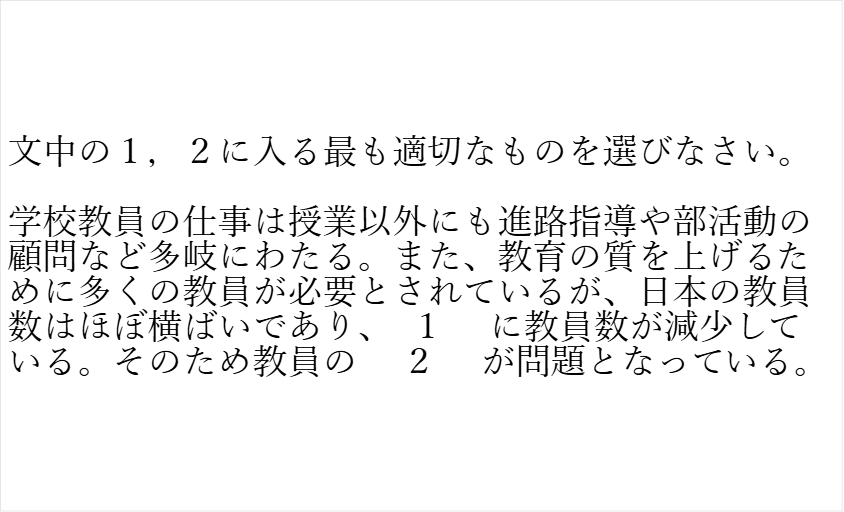 文中の１，２に入る最も適切なものを選びなさい。
学校教員の仕事は授業以外にも進路指導や部活動の
顧問など多岐にわたる。また、教育の質を上げるた
めに多くの教員が必要とされているが、日本の教員
数はほぼ横ばいであり、　１　に教員数が減少して
いる。そのため教員の　２　が問題となっている。